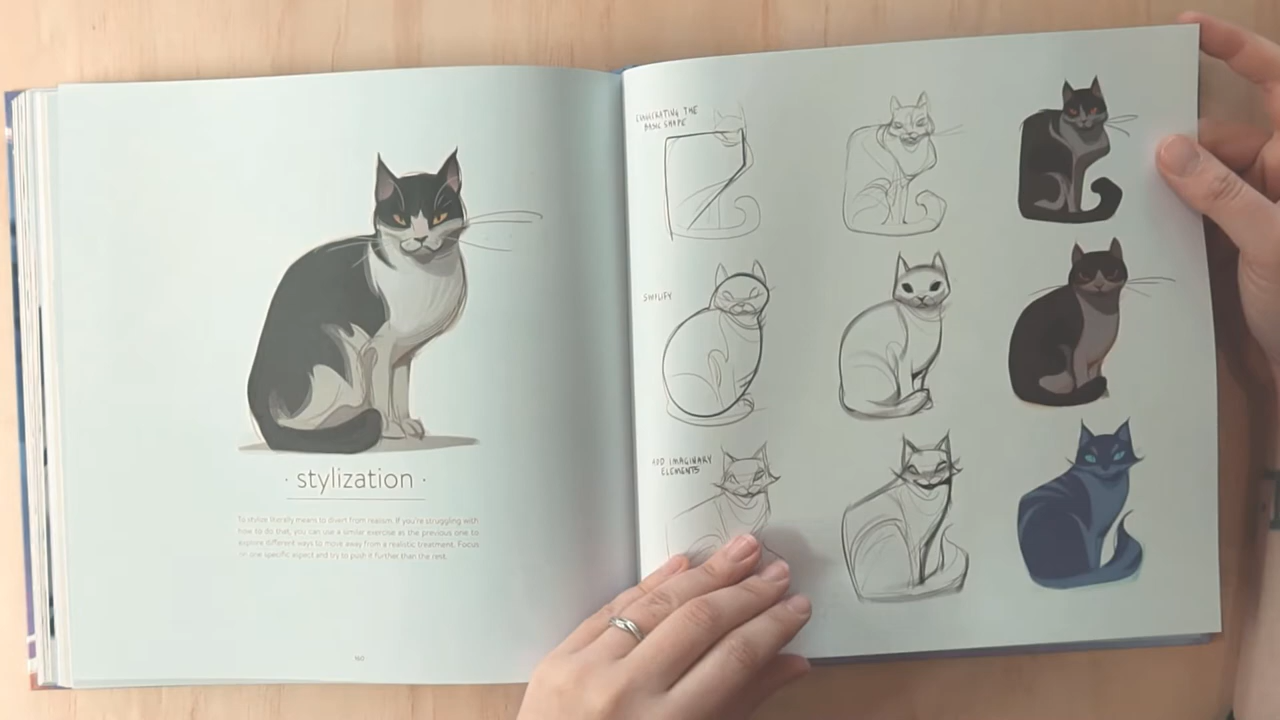 · stylization ·
To stylize literally means to divert from realism. If you're struggling with
how to do that, you can use a similar exercise as the previous one to
explore different ways to move away from a realistic treatment. Focus
on one specific aspect and try to push it further than the rest.
160
EXAGGERATING THE
BASIC SHAPE
SIMPLIFY
ADD IMAGINARY
ELEMENTS